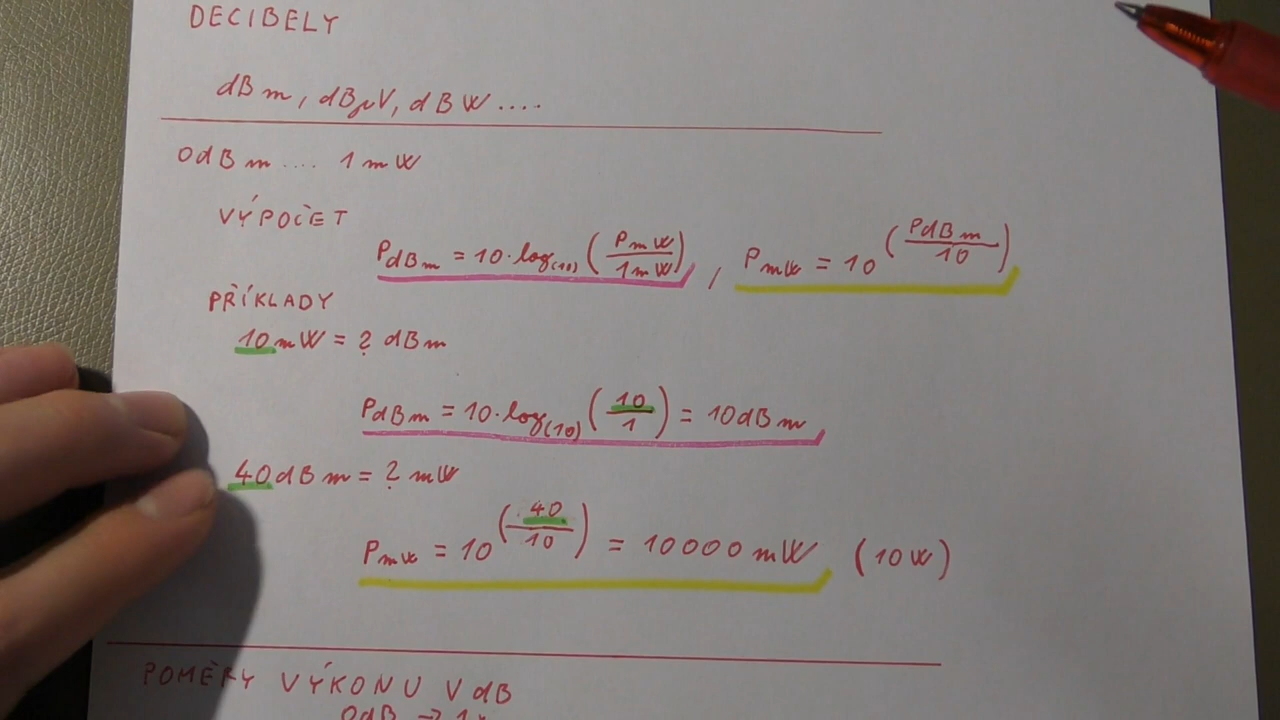 DECIBELY
dBm, dBμV, dBW ....
0dBm .... 1mW
VÝPOČET
PdBm = 10·log(10) (PmW/1mW), PmW = 10^(PdBm/10)
PŘÍKLADY
10mW = ? dBm
PdBm = 10·log(10) (10/1) = 10dBm
40dBm = ? mW
PmW = 10^(40/10) = 10000mW (10W)
POMĚRY VÝKONU V dB
0dB → 1x